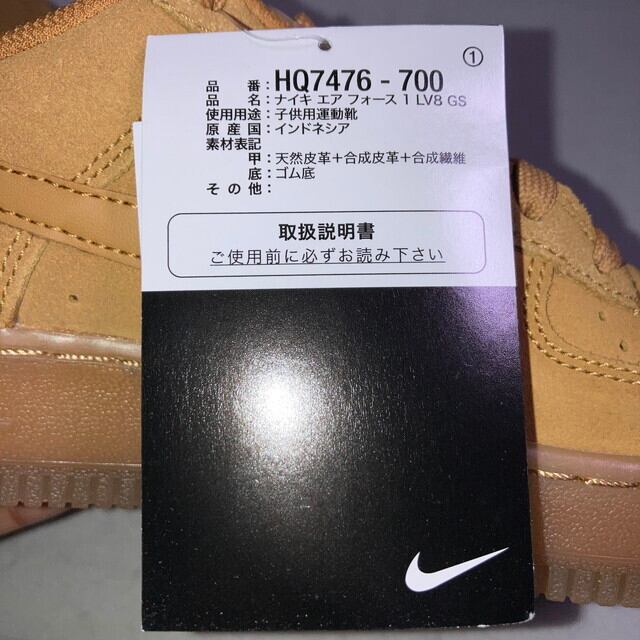 ①
品番：HQ7476-700
品名：ナイキ エア フォース 1 LV8 GS
使用用途：子供用運動靴
原産国：インドネシア
素材表記
甲：天然皮革＋合成皮革＋合成繊維
底：ゴム底
その他：
取扱説明書
ご使用前に必ずお読み下さい